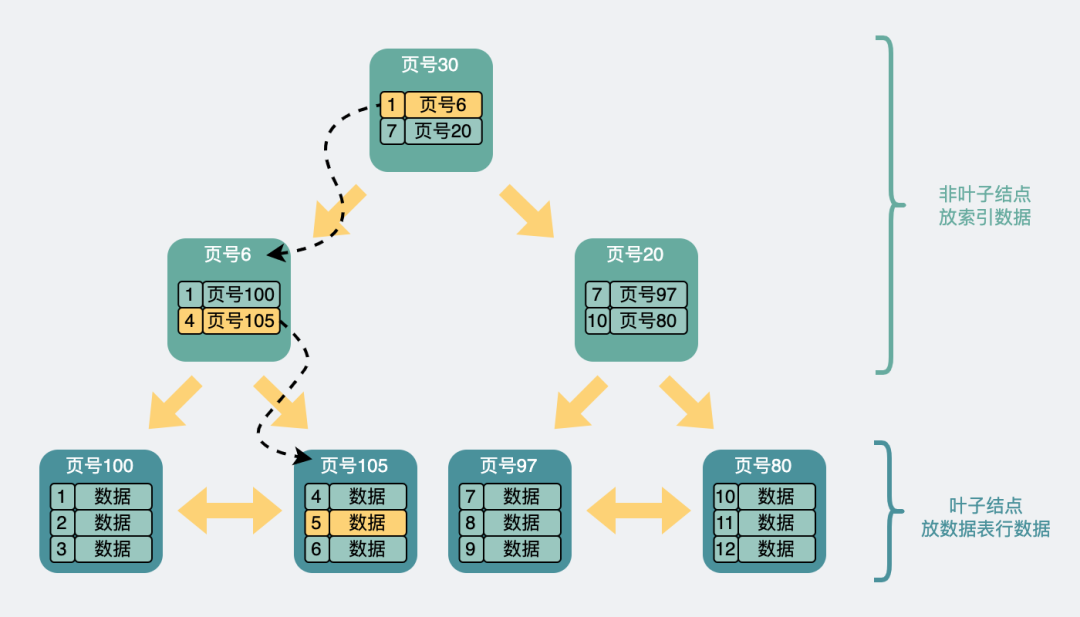 页号30
1 页号6
7 页号20
非叶子结点
放索引数据
页号6
1 页号100
4 页号105
页号20
7 页号97
10 页号80
页号100
1 数据
2 数据
3 数据
页号105
4 数据
5 数据
6 数据
页号97
7 数据
8 数据
9 数据
页号80
10 数据
11 数据
12 数据
叶子结点
放数据表行数据